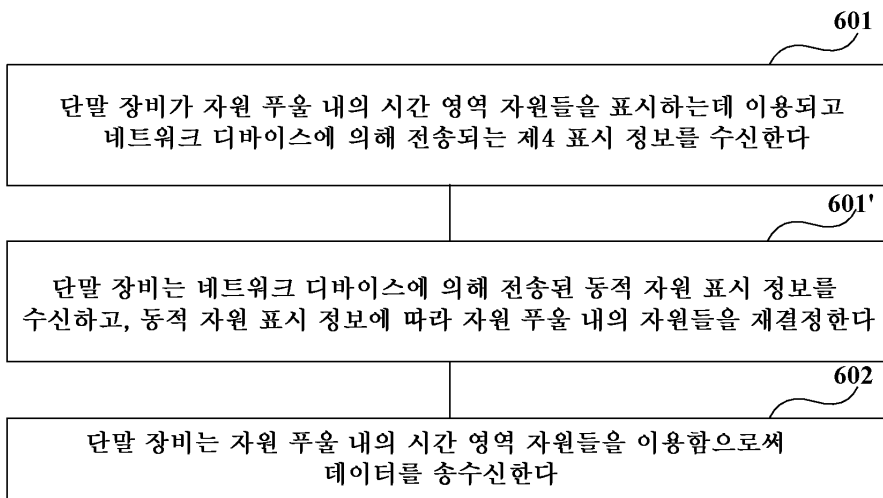 601
단말 장비가 자원 푸울 내의 시간 영역 자원들을 표시하는데 이용되고
네트워크 디바이스에 의해 전송되는 제4 표시 정보를 수신한다
601'
단말 장비는 네트워크 디바이스에 의해 전송된 동적 자원 표시 정보를
수신하고, 동적 자원 표시 정보에 따라 자원 푸울 내의 자원들을 재결정한다
602
단말 장비는 자원 푸울 내의 시간 영역 자원들을 이용함으로써
데이터를 송수신한다